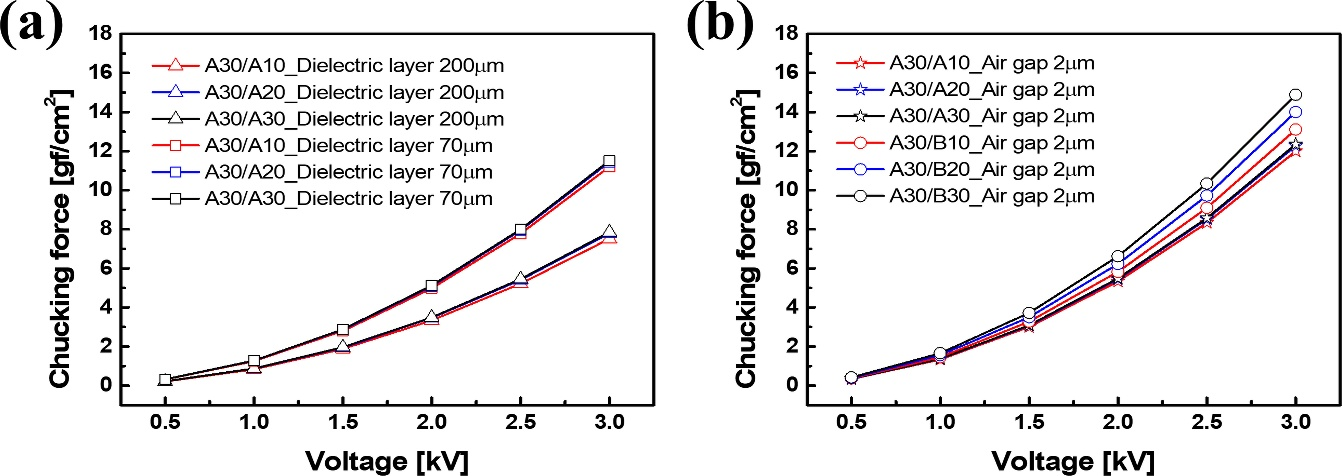 (a)
Chucking force [gf/cm²]
18
16
14
12
10
8
6
4
2
0
A30/A10_Dielectric layer 200μm
A30/A20_Dielectric layer 200μm
A30/A30_Dielectric layer 200μm
A30/A10_Dielectric layer 70μm
A30/A20_Dielectric layer 70μm
A30/A30_Dielectric layer 70μm
0.5 1.0 1.5 2.0 2.5 3.0
Voltage [kV]
(b)
Chucking force [gf/cm²]
18
16
14
12
10
8
6
4
2
0
A30/A10_Air gap 2μm
A30/A20_Air gap 2μm
A30/A30_Air gap 2μm
A30/B10_Air gap 2μm
A30/B20_Air gap 2μm
A30/B30_Air gap 2μm
0.5 1.0 1.5 2.0 2.5 3.0
Voltage [kV]